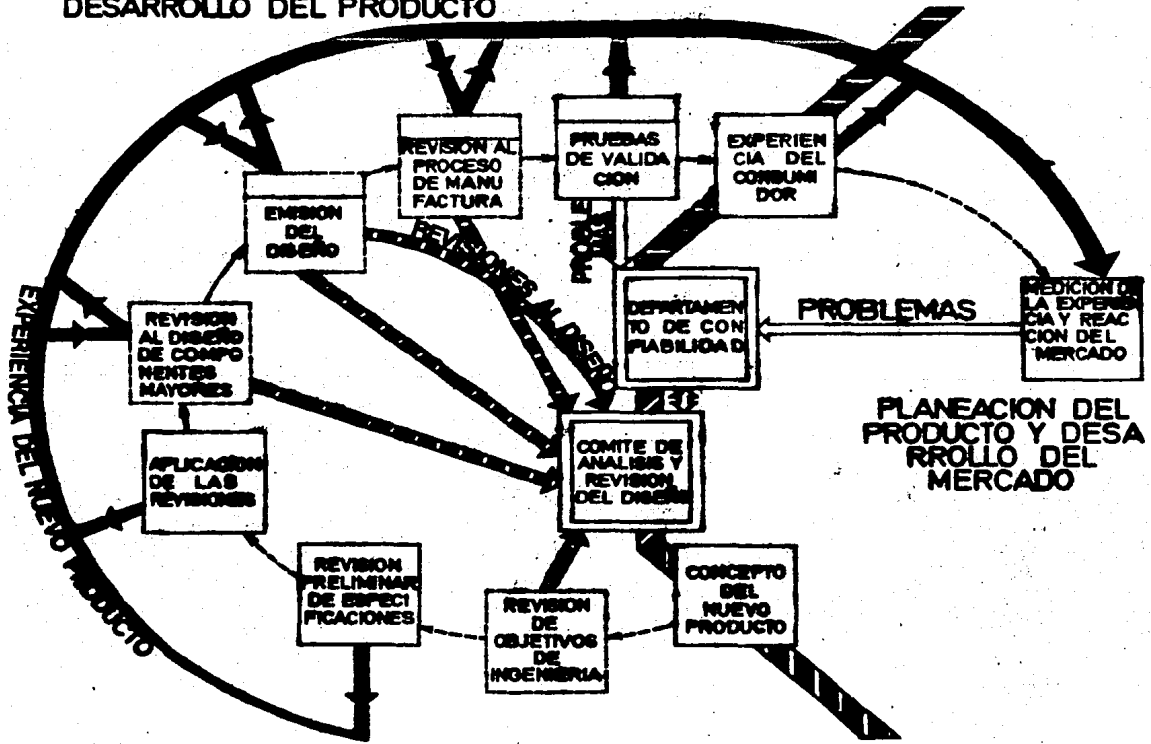 DESARROLLO DEL PRODUCTO
REVISION AL
PROCESO
DE MANU
FACTURA
PRUEBAS
DE VALIDA
CION
EXPERIEN
CIA DEL
CONSUMI
DOR
EMISION
DEL
DISEÑO
REVISIONES AL DISEÑO
PROBLE
MAS
DEPARTAMEN
TO DE CON
FIABILIDAD
PROBLEMAS
MEDICION DE
LA EXPERIEN
CIA Y REAC
CION DEL
MERCADO
REVISION
AL DISEÑO
DE COMPO
NENTES
MAYORES
EXPERIENCIA DEL NUEVO PRODUCTO
PLANEACION DEL
PRODUCTO Y DESA
RROLLO DEL
MERCADO
APLICACION
DE LAS
REVISIONES
COMITE DE
ANALISIS Y
REVISION
DEL DISEÑO
REVISION
PRELIMINAR
DE ESPECI
FICACIONES
REVISION
DE
OBJETIVOS
DE
INGENIERIA
CONCEPTO
DEL
NUEVO
PRODUCTO